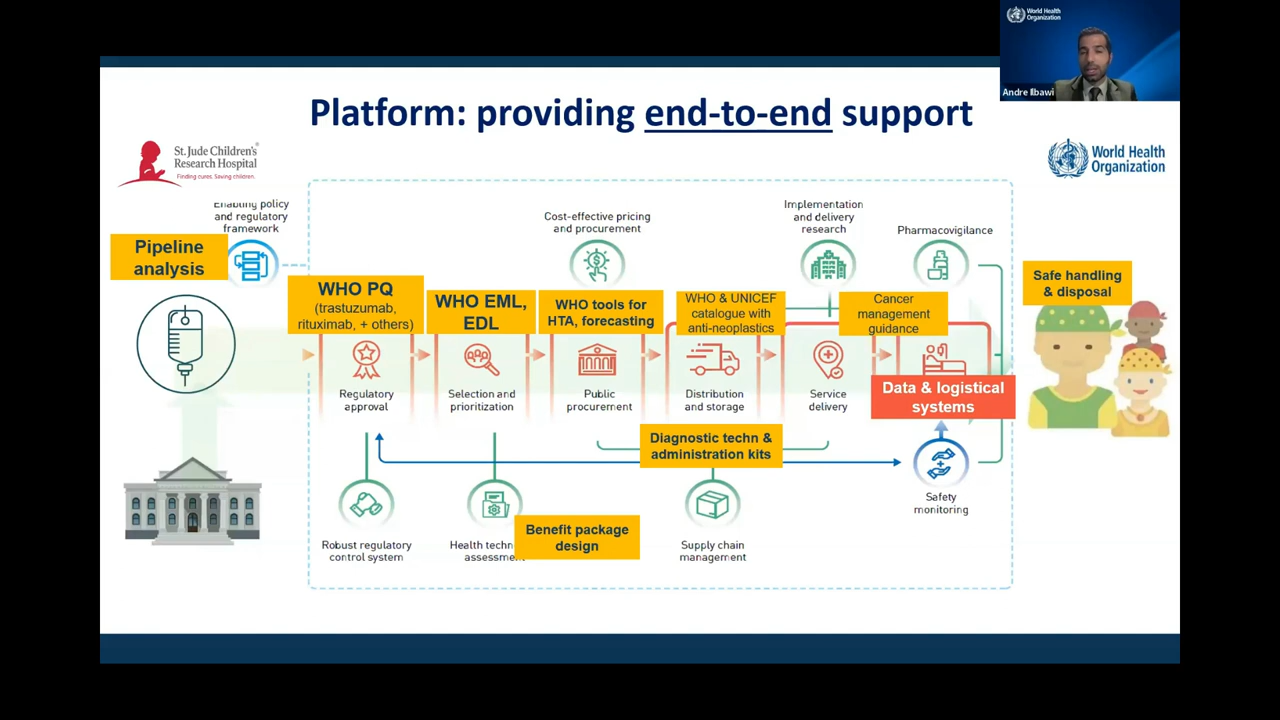 World Health
Organization
Andre Ilbawi
Platform: providing end-to-end support
St. Jude Children's
Research Hospital
Finding cures. Saving children.
World Health
Organization
Enabling policy
and regulatory
framework
Cost-effective pricing
and procurement
Implementation
and delivery
research
Pharmacovigilance
Pipeline
analysis
WHO PQ
(trastuzumab,
rituximab, + others)
WHO EML,
EDL
WHO tools for
HTA, forecasting
WHO & UNICEF
catalogue with
anti-neoplastics
Cancer
management
guidance
Safe handling
& disposal
Regulatory
approval
Selection and
prioritization
Public
procurement
Distribution
and storage
Service
delivery
Data & logistical
systems
Diagnostic techn &
administration kits
Safety
monitoring
Robust regulatory
control system
Health techn
assessment
Benefit package
design
Supply chain
management